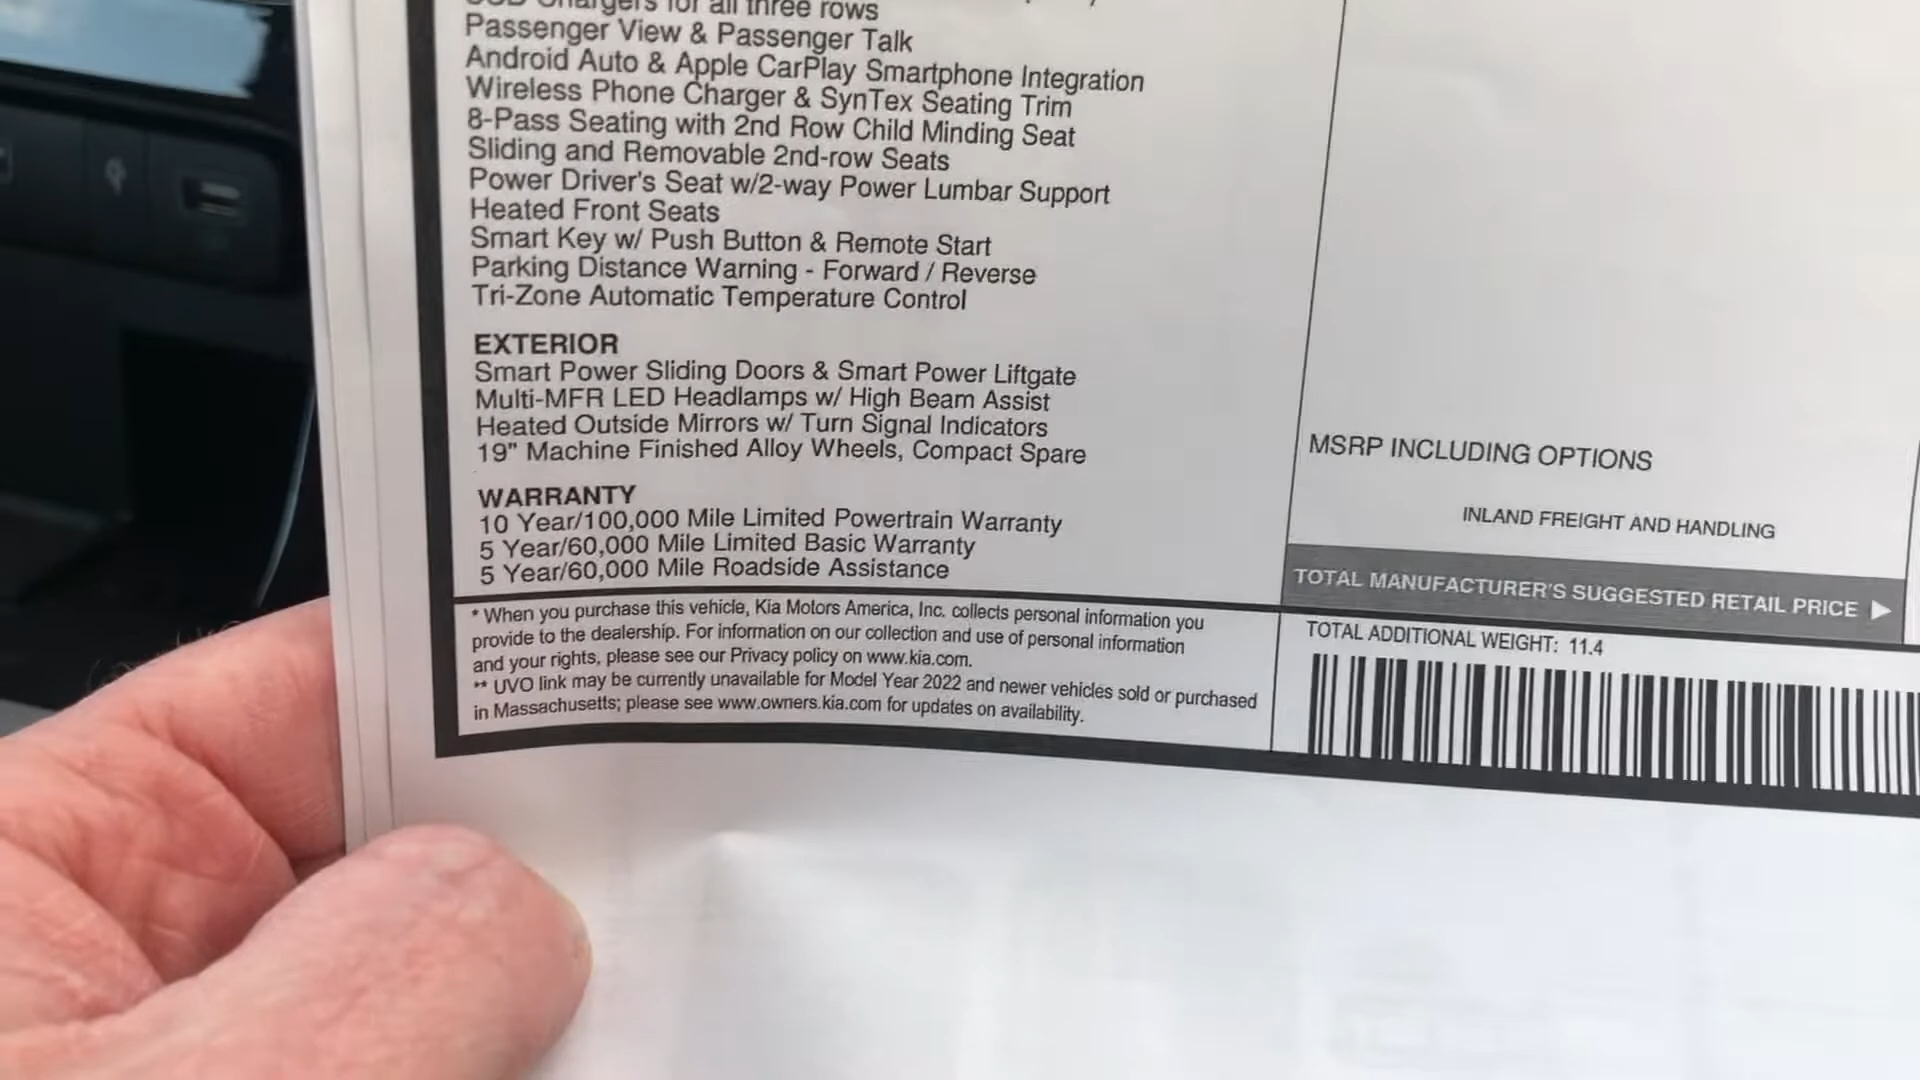 Chargers for all three rows
Passenger View & Passenger Talk
Android Auto & Apple CarPlay Smartphone Integration
Wireless Phone Charger & SynTex Seating Trim
8-Pass Seating with 2nd Row Child Minding Seat
Sliding and Removable 2nd-row Seats
Power Driver's Seat w/2-way Power Lumbar Support
Heated Front Seats
Smart Key w/ Push Button & Remote Start
Parking Distance Warning - Forward / Reverse
Tri-Zone Automatic Temperature Control
EXTERIOR
Smart Power Sliding Doors & Smart Power Liftgate
Multi-MFR LED Headlamps w/ High Beam Assist
Heated Outside Mirrors w/ Turn Signal Indicators
19" Machine Finished Alloy Wheels, Compact Spare
WARRANTY
10 Year/100,000 Mile Limited Powertrain Warranty
5 Year/60,000 Mile Limited Basic Warranty
5 Year/60,000 Mile Roadside Assistance
* When you purchase this vehicle, Kia Motors America, Inc. collects personal information you
provide to the dealership. For information on our collection and use of personal information
and your rights, please see our Privacy policy on www.kia.com.
** UVO link may be currently unavailable for Model Year 2022 and newer vehicles sold or purchased
in Massachusetts; please see www.owners.kia.com for updates on availability.
MSRP INCLUDING OPTIONS
INLAND FREIGHT AND HANDLING
TOTAL MANUFACTURER'S SUGGESTED RETAIL PRICE ▶
TOTAL ADDITIONAL WEIGHT: 11.4